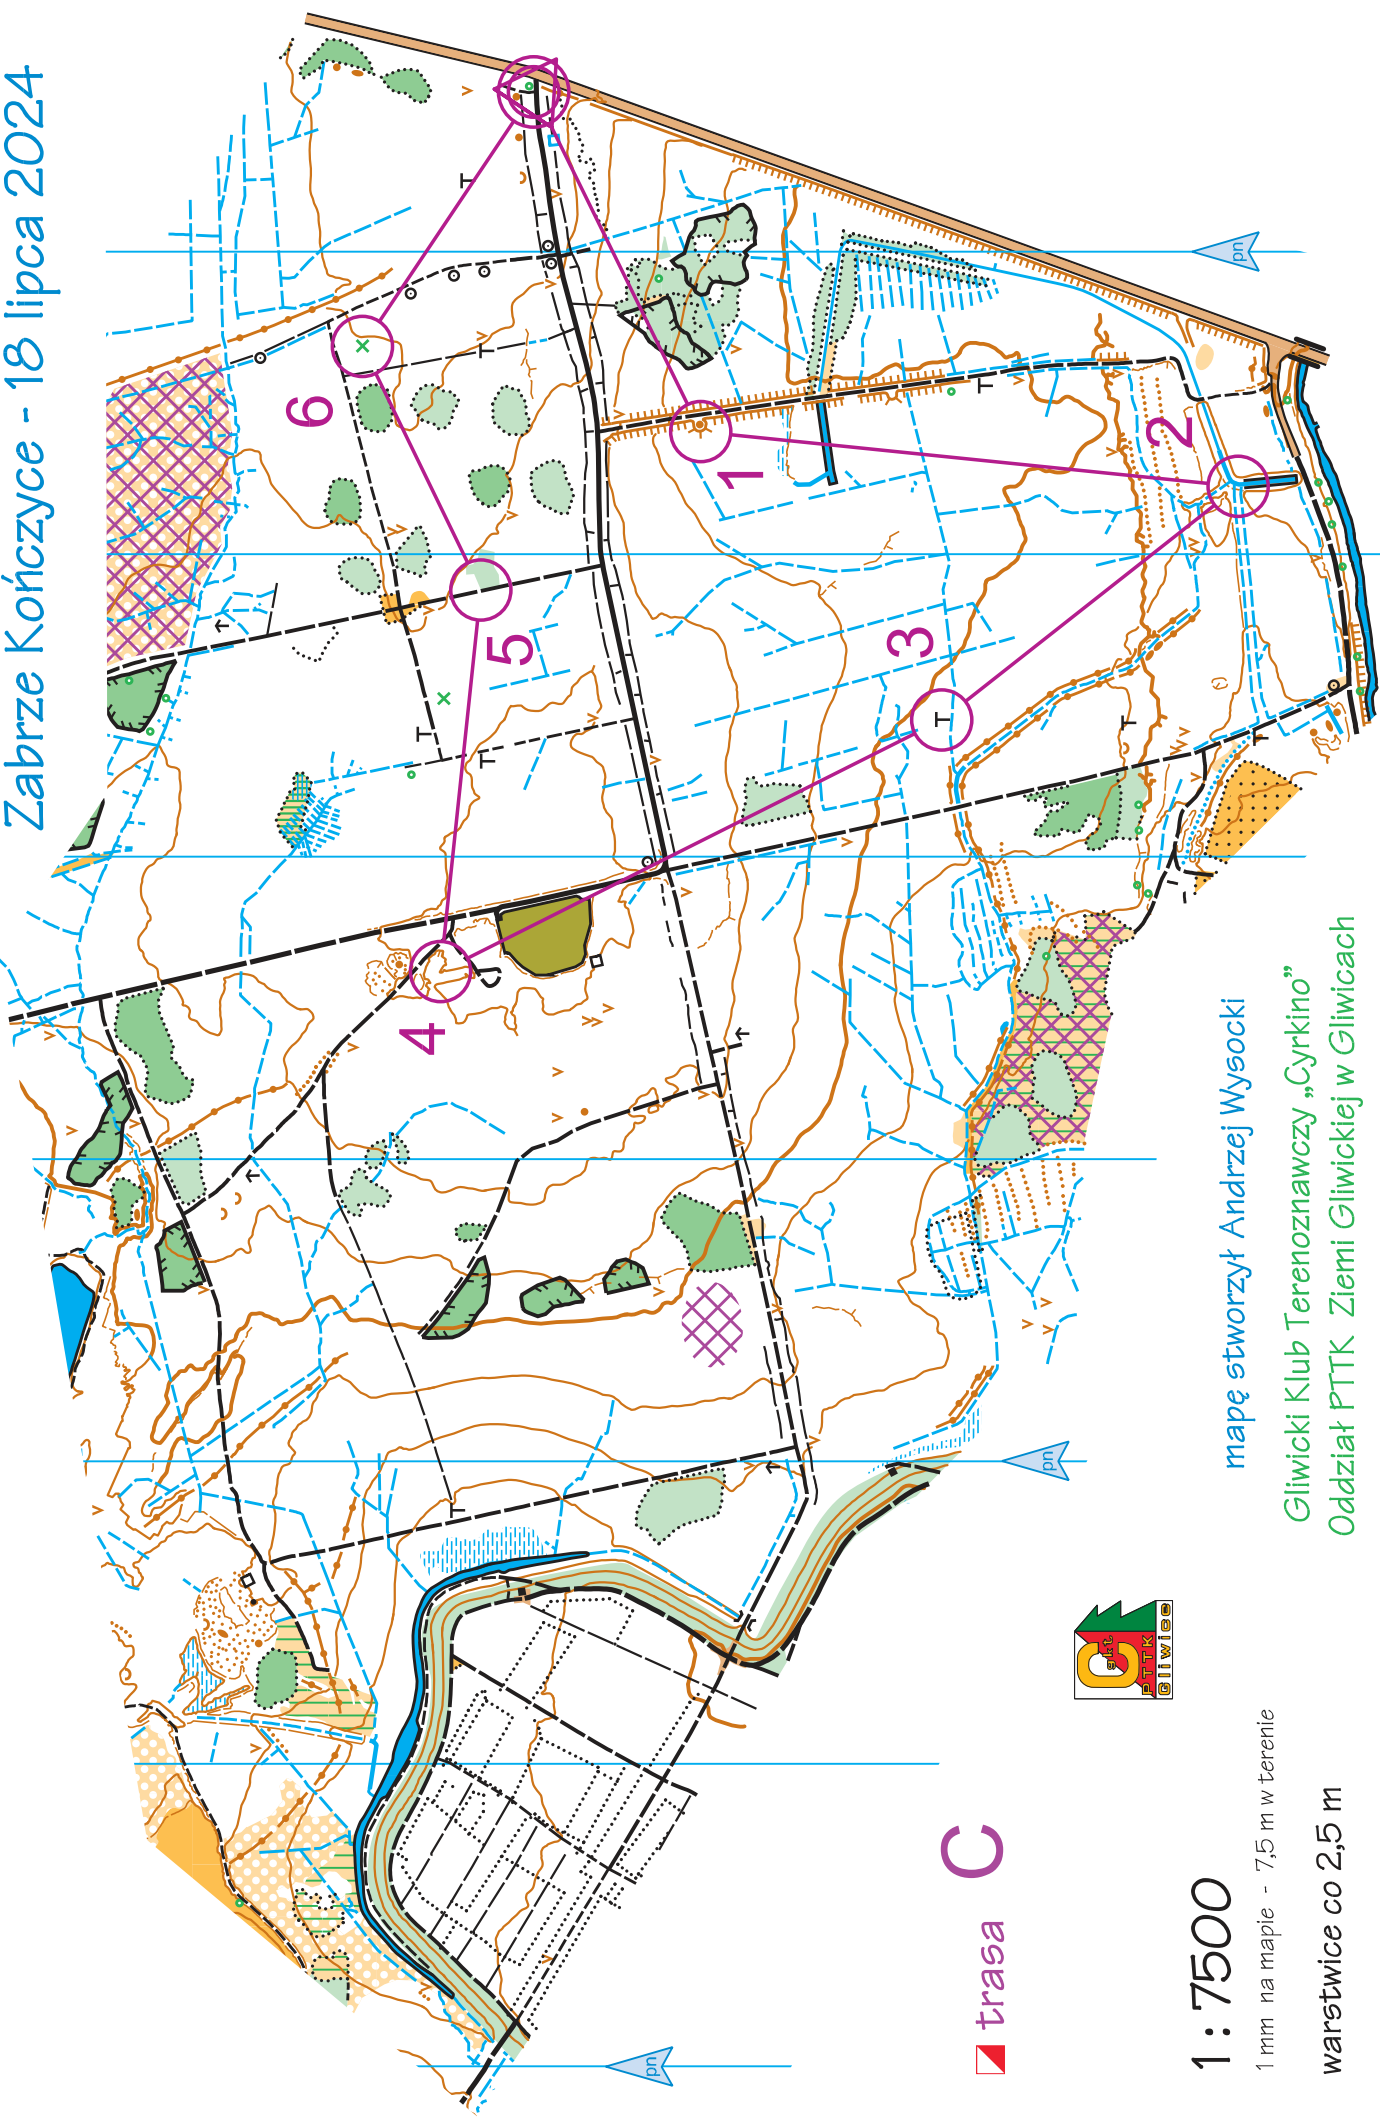 Zabrze Kończyce - 18 lipca 2024
6
5
4
1
3
2
pn
pn
pn
mapę stworzył Andrzej Wysocki
Gliwicki Klub Terenoznawczy „Cyrkino”
Oddział PTTK Ziemi Gliwickiej w Gliwicach
trasa C
PTTK
Gliwice
1 : 7500
1 mm na mapie - 7,5 m w terenie
warstwice co 2,5 m